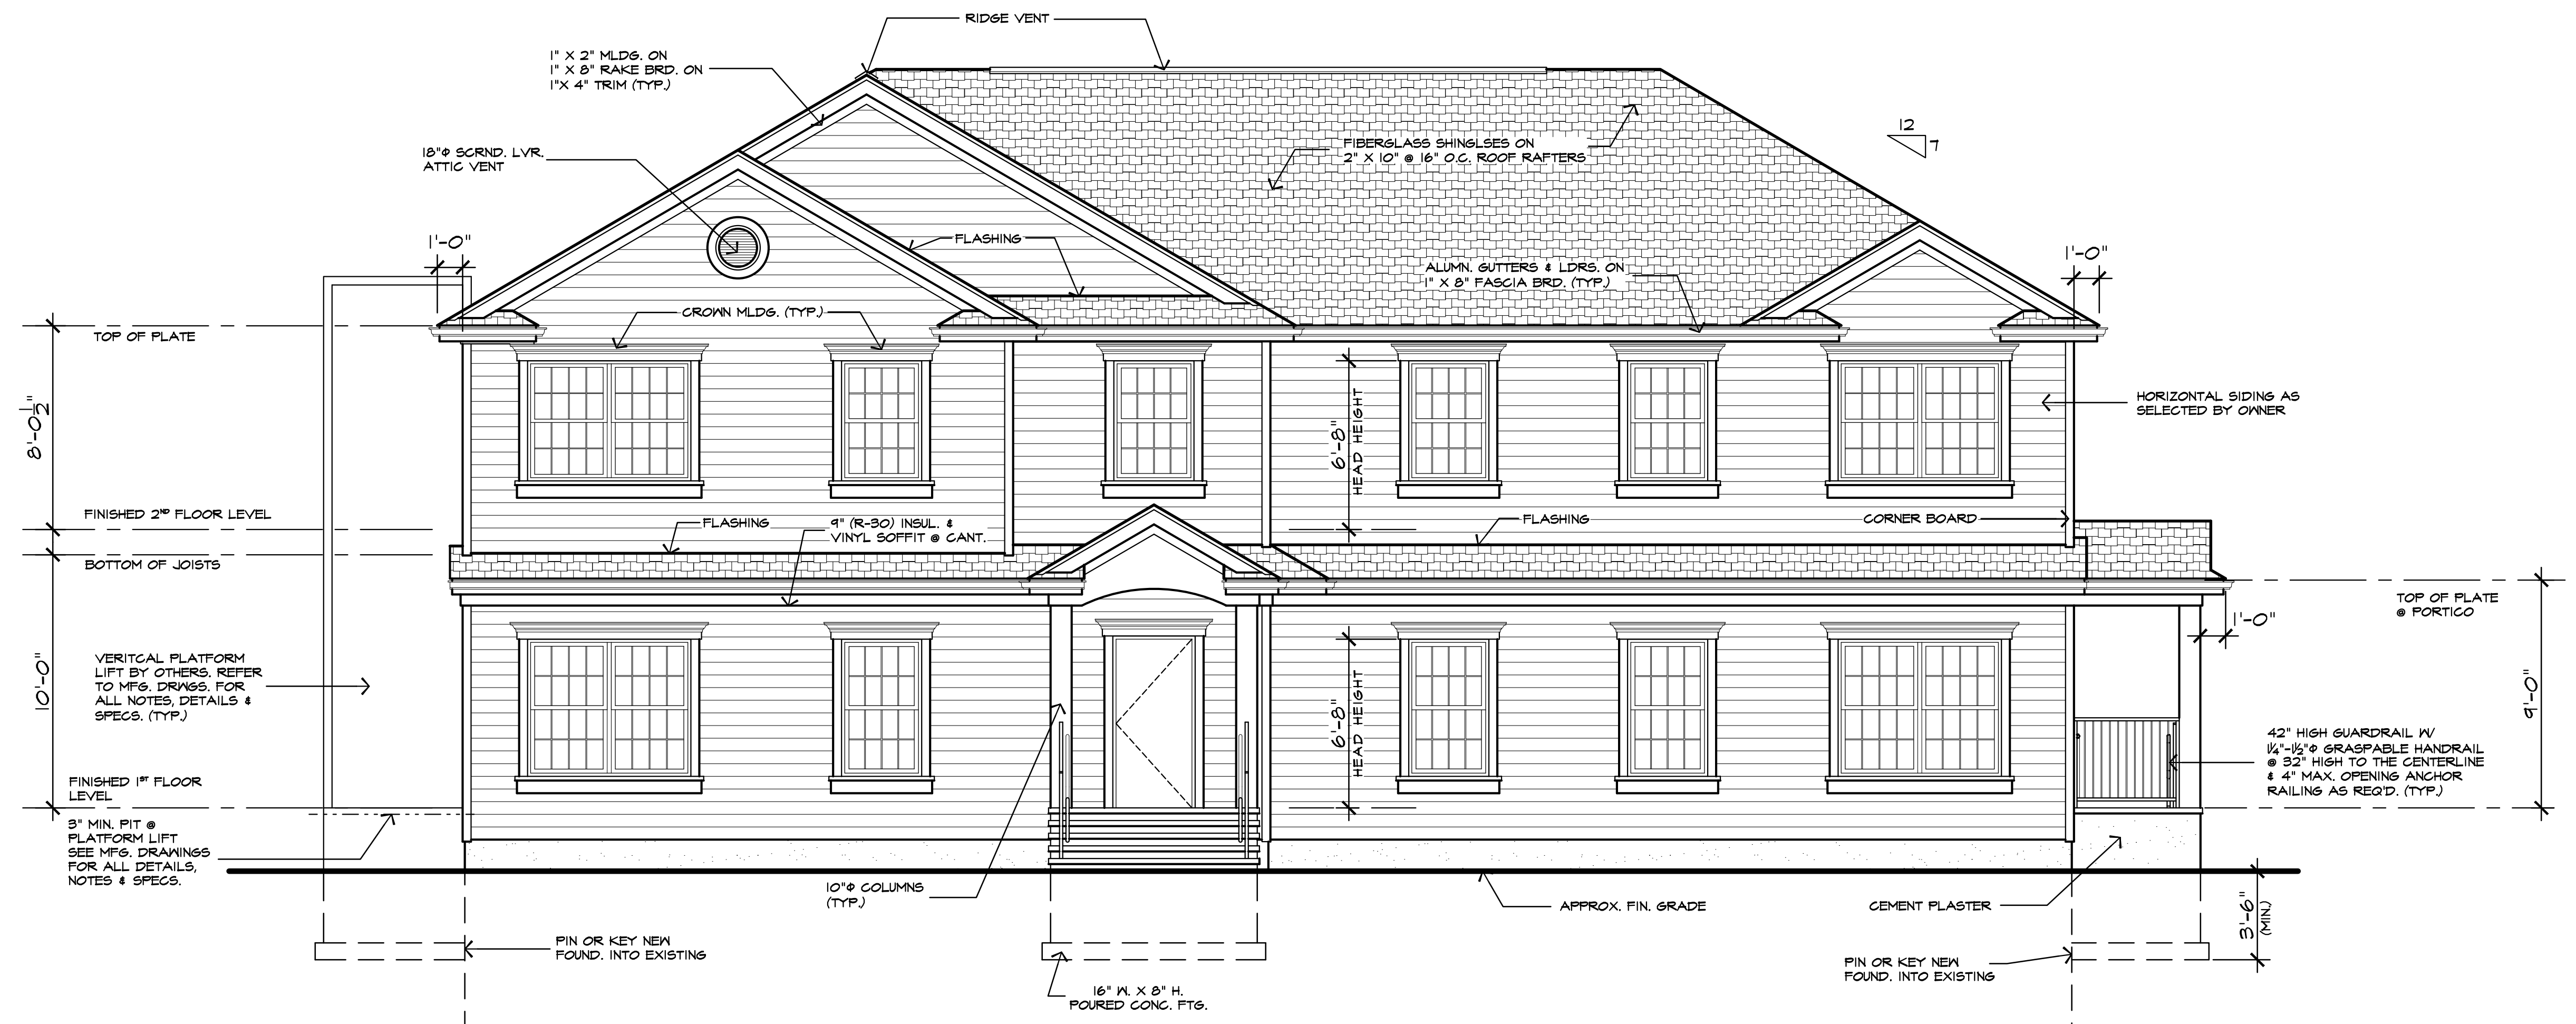 RIDGE VENT
1" X 2" MLDG. ON
1" X 8" RAKE BRD. ON
1"X 4" TRIM (TYP.)
12
7
FIBERGLASS SHINGLSES ON
2" X 10" @ 16" O.C. ROOF RAFTERS
18"Φ SCRND. LVR.
ATTIC VENT
1'-0"
FLASHING
1'-0"
ALUMN. GUTTERS & LDRS. ON
1" X 8" FASCIA BRD. (TYP.)
CROWN MLDG. (TYP.)
TOP OF PLATE
8'-0 1/2"
6'-8"
HEAD HEIGHT
HORIZONTAL SIDING AS
SELECTED BY OWNER
FINISHED 2ND FLOOR LEVEL
FLASHING
9" (R-30) INSUL. &
VINYL SOFFIT @ CANT.
FLASHING
CORNER BOARD
BOTTOM OF JOISTS
TOP OF PLATE
@ PORTICO
1'-0"
10'-0"
VERITCAL PLATFORM
LIFT BY OTHERS. REFER
TO MFG. DRWGS. FOR
ALL NOTES, DETAILS &
SPECS. (TYP.)
6'-8"
HEAD HEIGHT
9'-0"
42" HIGH GUARDRAIL W/
1¼"-1½"Φ GRASPABLE HANDRAIL
@ 32" HIGH TO THE CENTERLINE
& 4" MAX. OPENING ANCHOR
RAILING AS REQ'D. (TYP.)
FINISHED 1ST FLOOR
LEVEL
3" MIN. PIT @
PLATFORM LIFT
SEE MFG. DRAWINGS
FOR ALL DETAILS,
NOTES & SPECS.
10"Φ COLUMNS
(TYP.)
APPROX. FIN. GRADE
CEMENT PLASTER
3'-6"
(MIN.)
PIN OR KEY NEW
FOUND. INTO EXISTING
PIN OR KEY NEW
FOUND. INTO EXISTING
16" W. X 8" H.
POURED CONC. FTG.